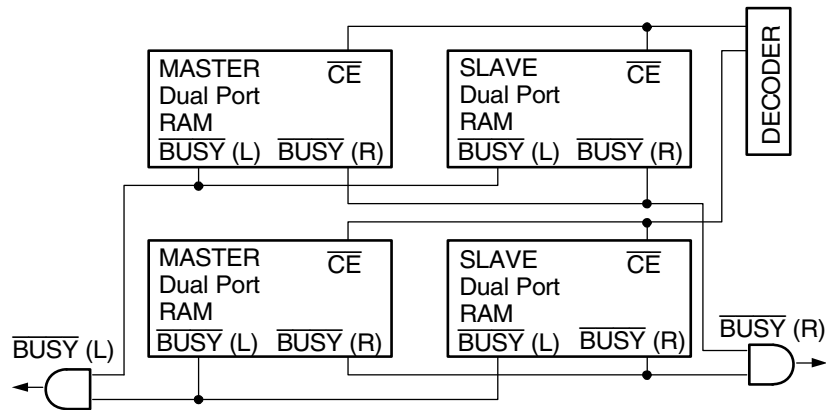 MASTER
Dual Port
RAM
CE
BUSY (L) BUSY (R)
SLAVE
Dual Port
RAM
CE
BUSY (L) BUSY (R)
DECODER
MASTER
Dual Port
RAM
CE
BUSY (L) BUSY (R)
SLAVE
Dual Port
RAM
CE
BUSY (L) BUSY (R)
BUSY (L)
BUSY (R)